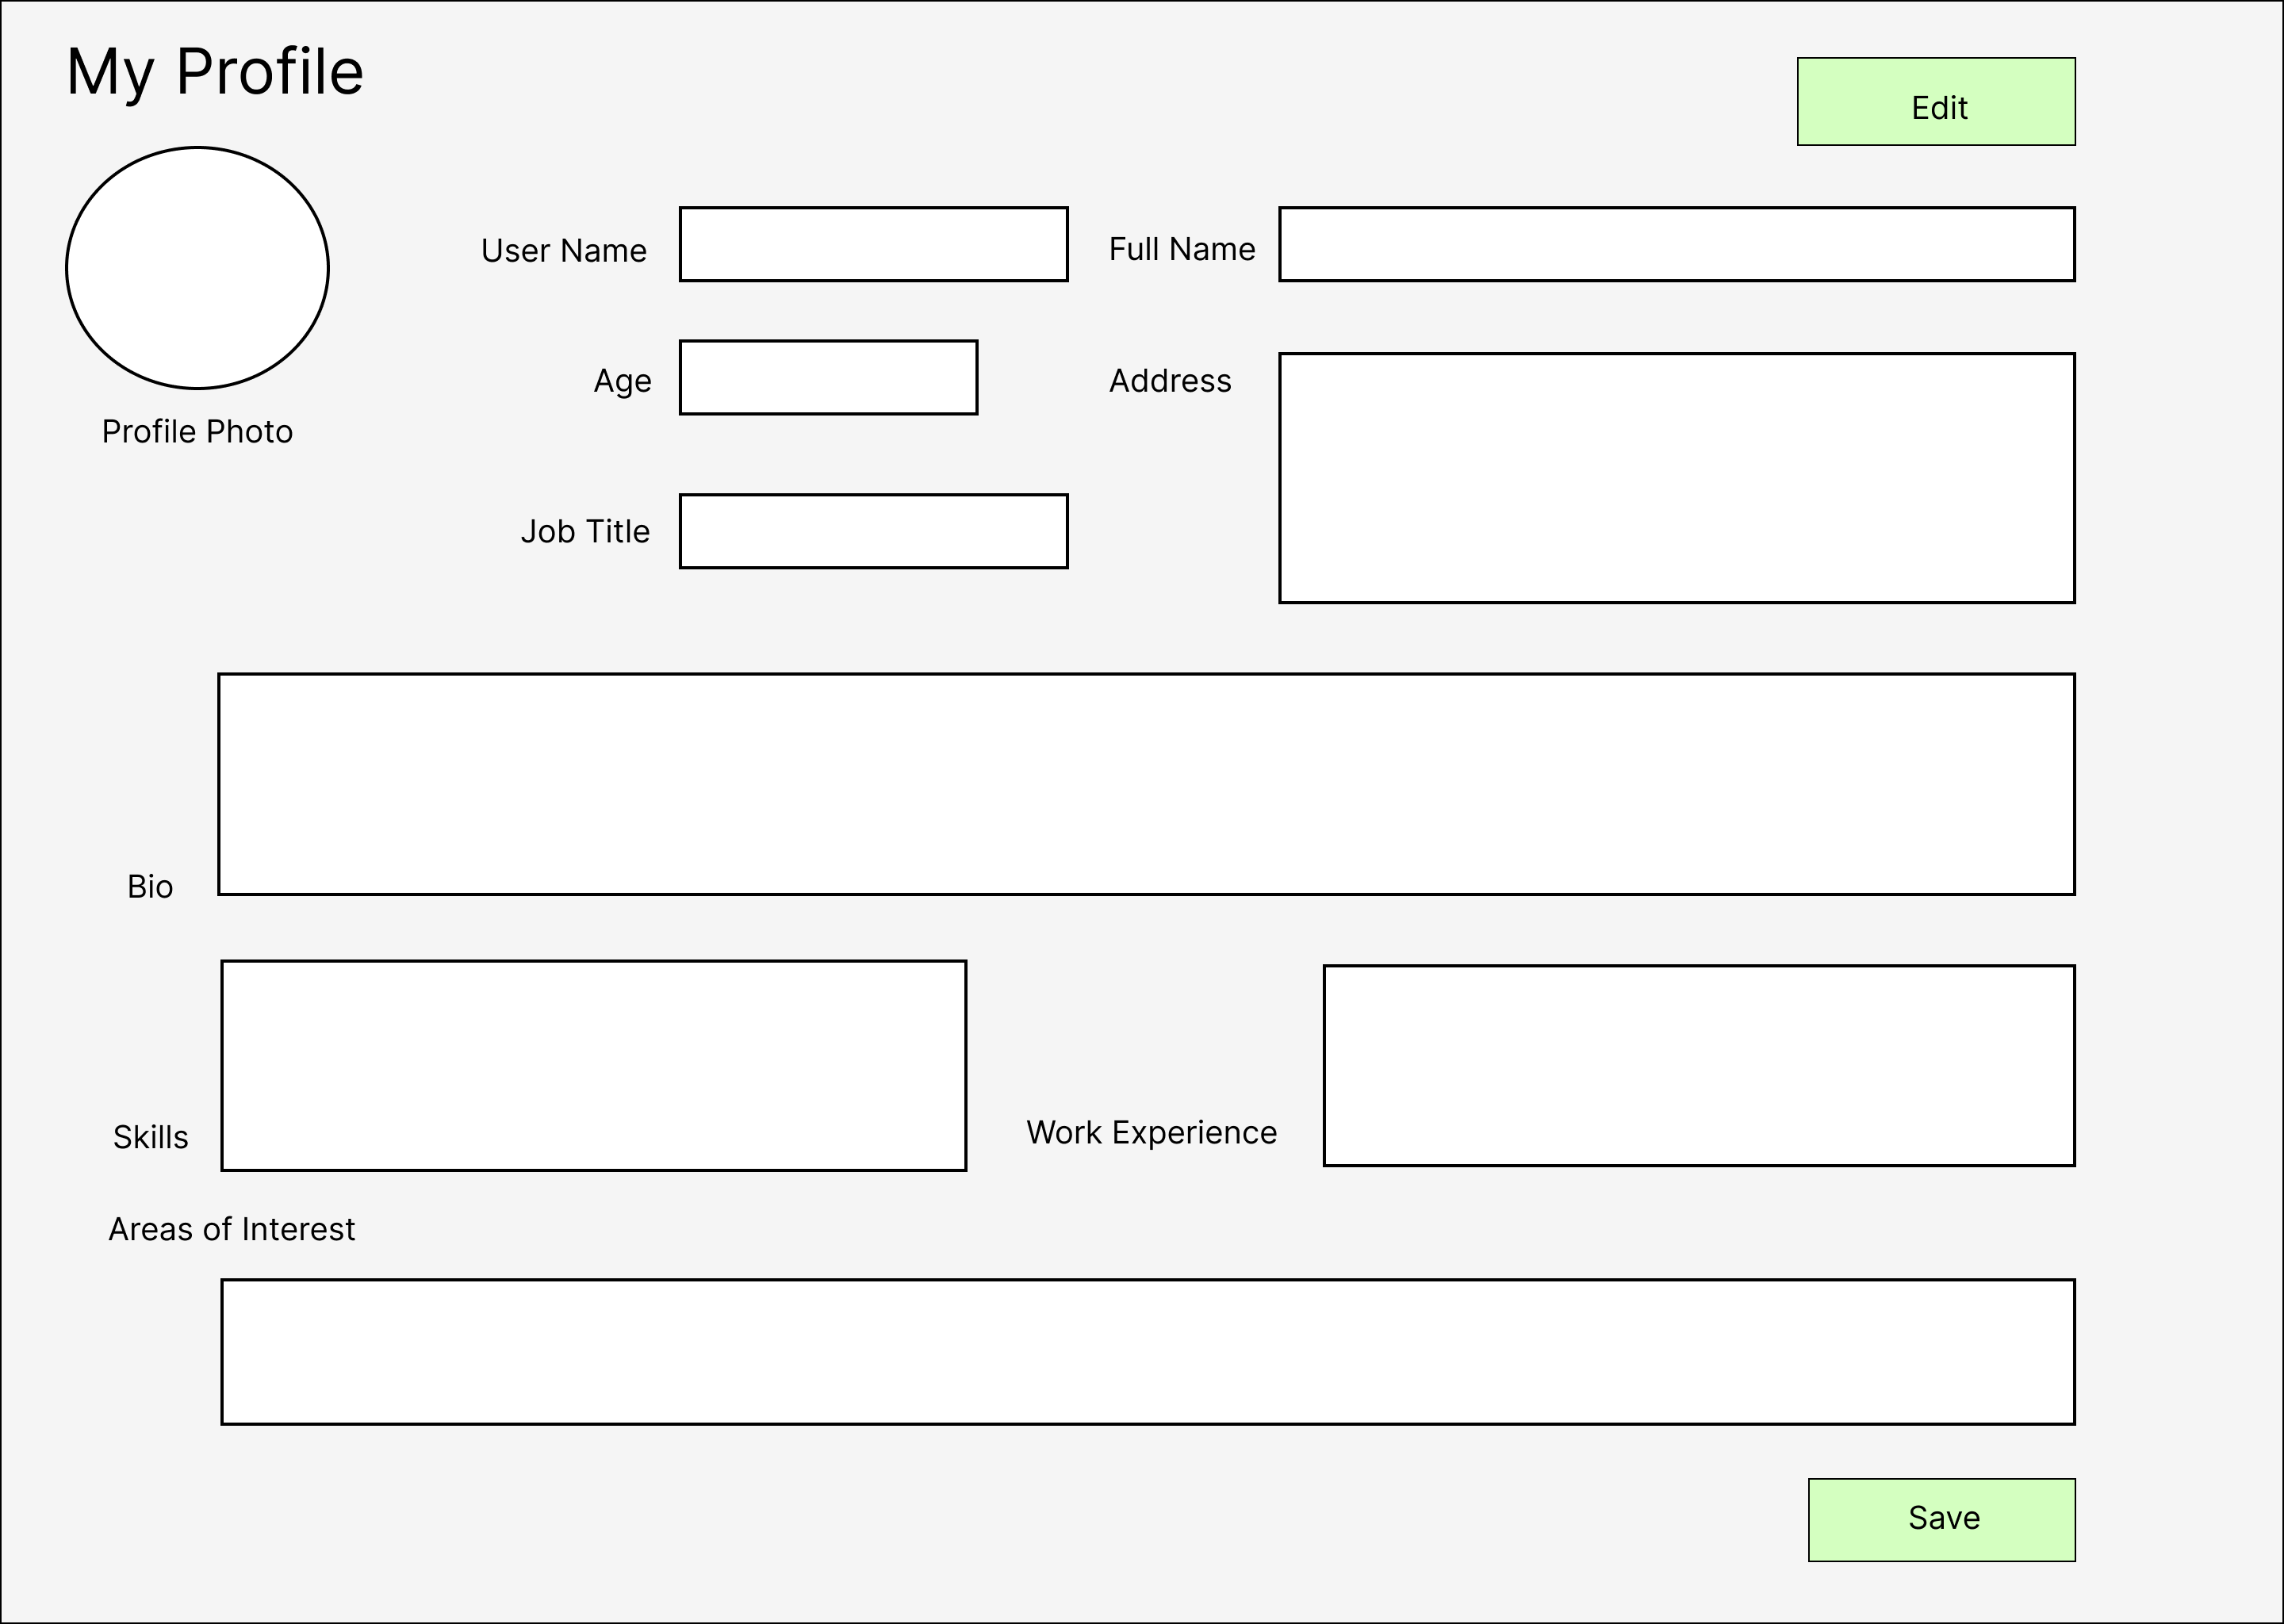 My Profile
Edit
User Name
Full Name
Age
Address
Profile Photo
Job Title
Bio
Skills
Work Experience
Areas of Interest
Save